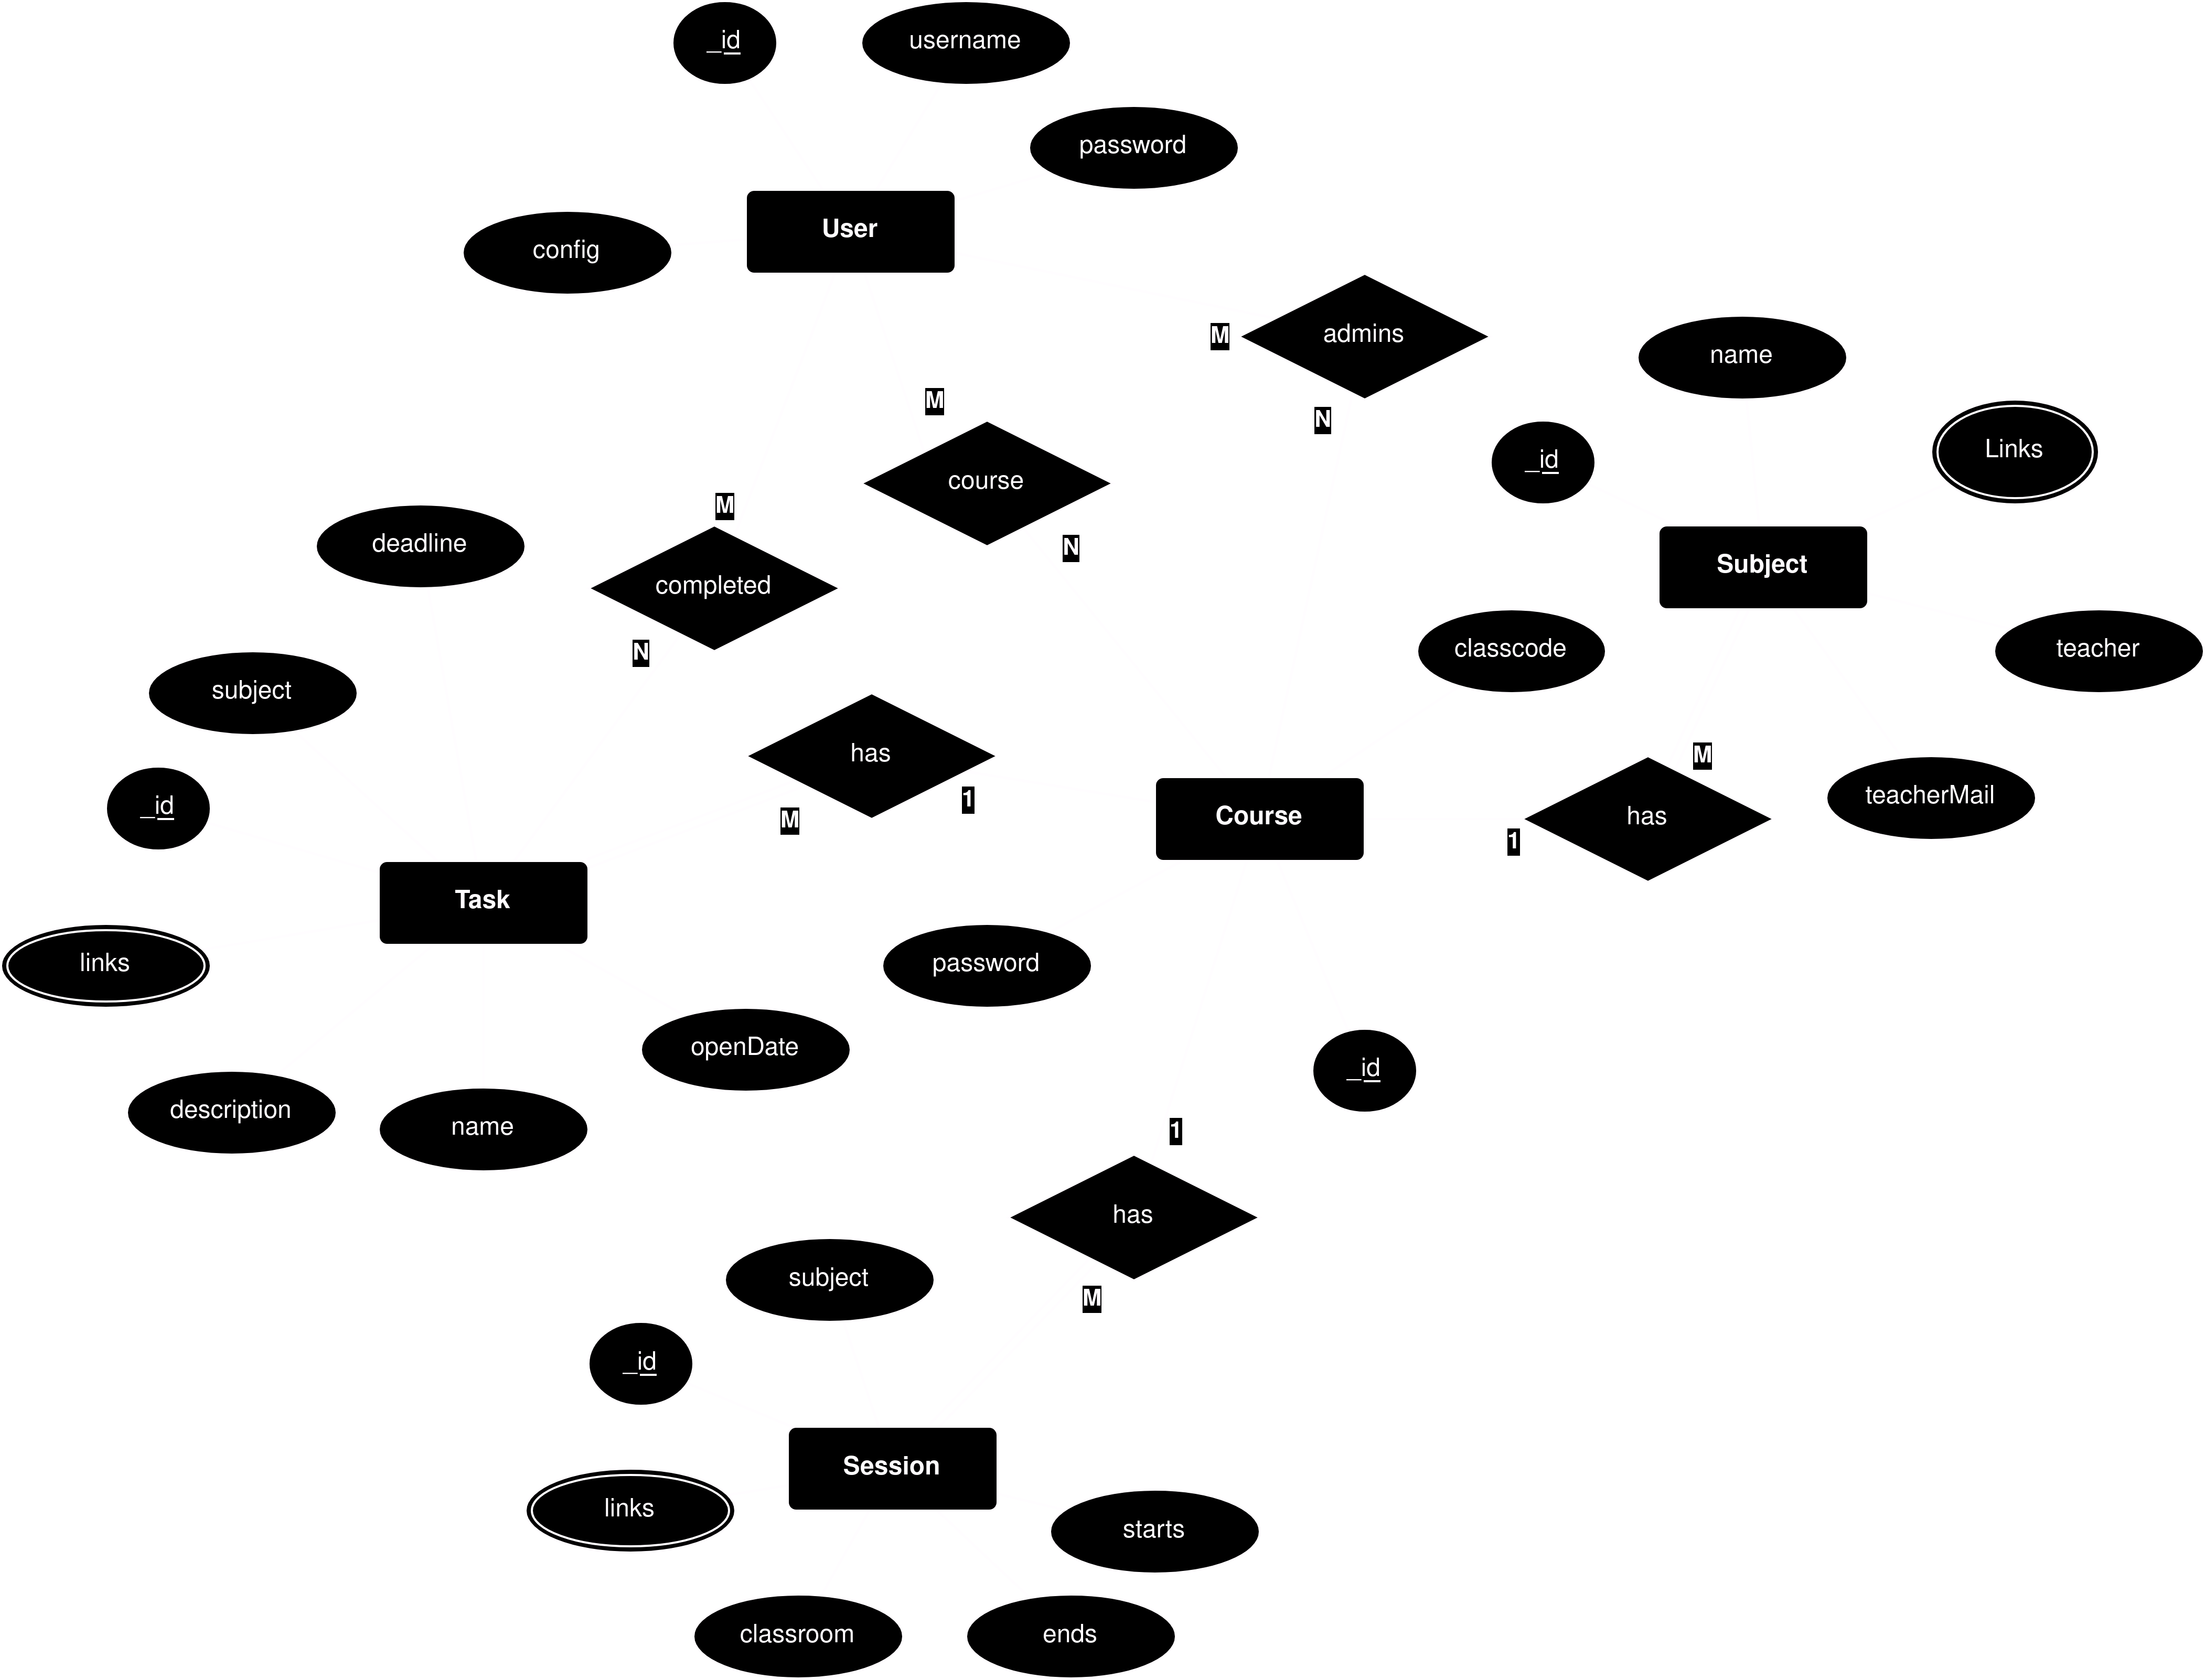 _id
username
password
User
config
admins
M
name
M
N
Links
_id
course
M
deadline
N
Subject
completed
classcode
teacher
N
subject
has
M
teacherMail
_id
1
Course
has
M
1
Task
links
password
openDate
_id
description
name
1
has
subject
M
_id
Session
links
starts
classroom
ends